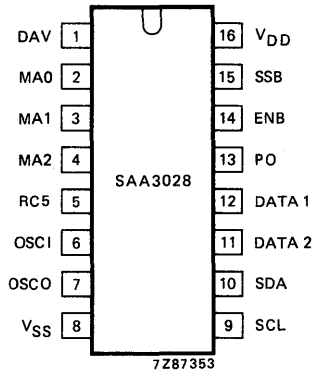 DAV 1 16 VDD
MA0 2 15 SSB
MA1 3 14 ENB
MA2 4 13 PO
SAA3028
RC5 5 12 DATA 1
OSCI 6 11 DATA 2
OSCO 7 10 SDA
VSS 8 9 SCL
7Z87353